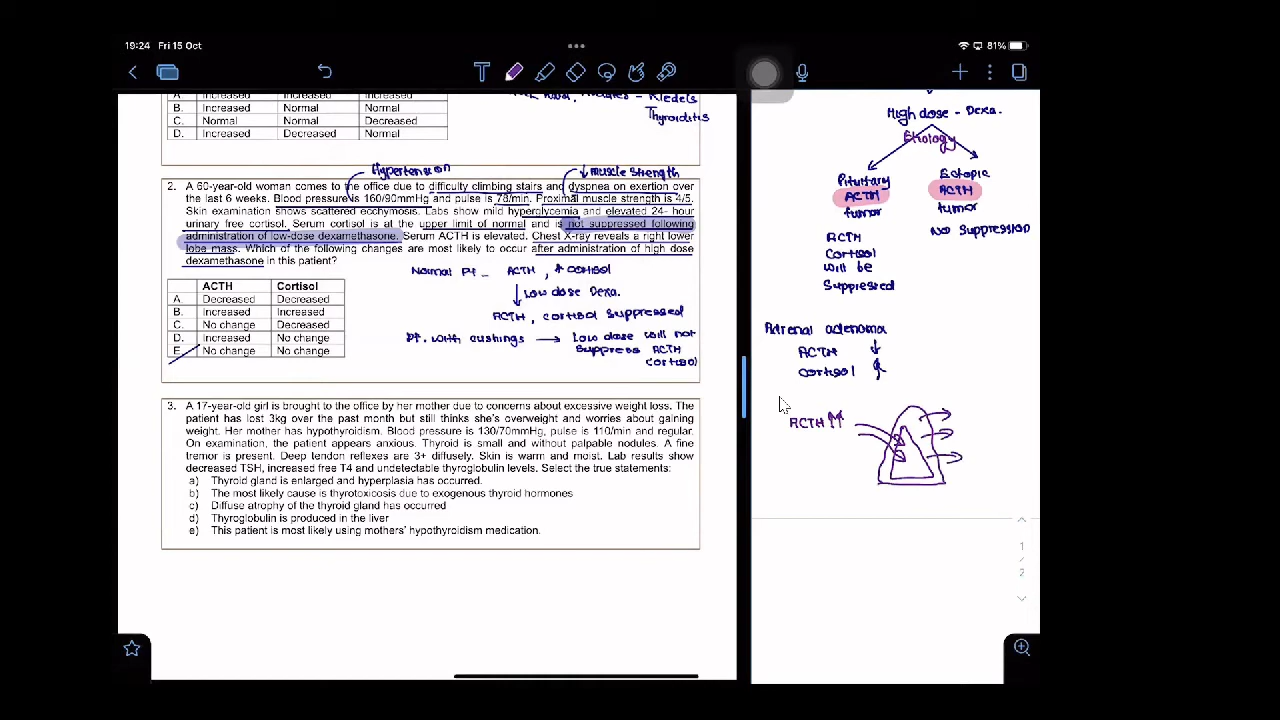 19:24 Fri 15 Oct
81%
A. Increased Increased Increased
B. Increased Normal Normal
C. Normal Normal Decreased
D. Increased Decreased Normal
Riedels
Thyroiditis
Hypertension
↓ Muscle strength
2. A 60-year-old woman comes to the office due to difficulty climbing stairs and dyspnea on exertion over
the last 6 weeks. Blood pressure is 160/90mmHg and pulse is 78/min. Proximal muscle strength is 4/5.
Skin examination shows scattered ecchymosis. Labs show mild hyperglycemia and elevated 24- hour
urinary free cortisol. Serum cortisol is at the upper limit of normal and is not suppressed following
administration of low-dose dexamethasone. Serum ACTH is elevated. Chest X-ray reveals a right lower
lobe mass. Which of the following changes are most likely to occur after administration of high dose
dexamethasone in this patient?
ACTH Cortisol
A. Decreased Decreased
B. Increased Increased
C. No change Decreased
D. Increased No change
E. No change No change
Normal Pt - ACTH, ↑ cortisol
↓ Low dose Dexa.
ACTH, cortisol suppressed
Pt. with cushings → Low dose will not
suppress ACTH
cortisol
3. A 17-year-old girl is brought to the office by her mother due to concerns about excessive weight loss. The
patient has lost 3kg over the past month but still thinks she's overweight and worries about gaining
weight. Her mother has hypothyroidism. Blood pressure is 130/70mmHg, pulse is 110/min and regular.
On examination, the patient appears anxious. Thyroid is small and without palpable nodules. A fine
tremor is present. Deep tendon reflexes are 3+ diffusely. Skin is warm and moist. Lab results show
decreased TSH, increased free T4 and undetectable thyroglobulin levels. Select the true statements:
a) Thyroid gland is enlarged and hyperplasia has occurred.
b) The most likely cause is thyrotoxicosis due to exogenous thyroid hormones
c) Diffuse atrophy of the thyroid gland has occurred
d) Thyroglobulin is produced in the liver
e) This patient is most likely using mothers' hypothyroidism medication.
High dose - Dexa.
Etiology
Pituitary
ACTH
tumor
ACTH
Cortisol
will be
suppressed
Ectopic
ACTH
tumor
No suppression
Adrenal adenoma
ACTH ↓
cortisol ↑
ACTH ↑↑
1
/
2